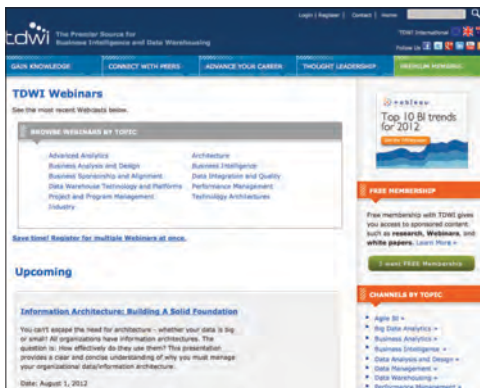 Login | Register | Contact | Home
tdwi
The Premier Source for
Business Intelligence and Data Warehousing
TDWI International
Follow Us
GAIN KNOWLEDGE
CONNECT WITH PEERS
ADVANCE YOUR CAREER
THOUGHT LEADERSHIP
PREMIUM MEMBERS
TDWI Webinars
See the most recent Webcasts below.
BROWSE WEBINARS BY TOPIC
Advanced Analytics
Business Analysis and Design
Business Sponsorship and Alignment
Data Warehouse Technology and Platforms
Project and Program Management
Industry
Architecture
Business Intelligence
Data Integration and Quality
Performance Management
Technology Architectures
Save time! Register for multiple Webinars at once.
Upcoming
Information Architecture: Building A Solid Foundation
You can't escape the need for architecture - whether your data is big
or small! All organizations have information architectures. The
question is: How effectively do they use them? This presentation
provides a clear and concise understanding of why you must manage
your organizational data/information architecture.
Date: August 1, 2012
tableau
Top 10 BI trends
for 2012
FREE MEMBERSHIP
Free membership with TDWI gives
you access to sponsored content
such as research, Webinars, and
white papers. Learn More »
I want FREE Membership
CHANNELS BY TOPIC
Agile BI »
Big Data Analytics »
Business Analytics »
Business Intelligence »
Data Analysis and Design »
Data Management »
Data Warehousing »
Performance Management »